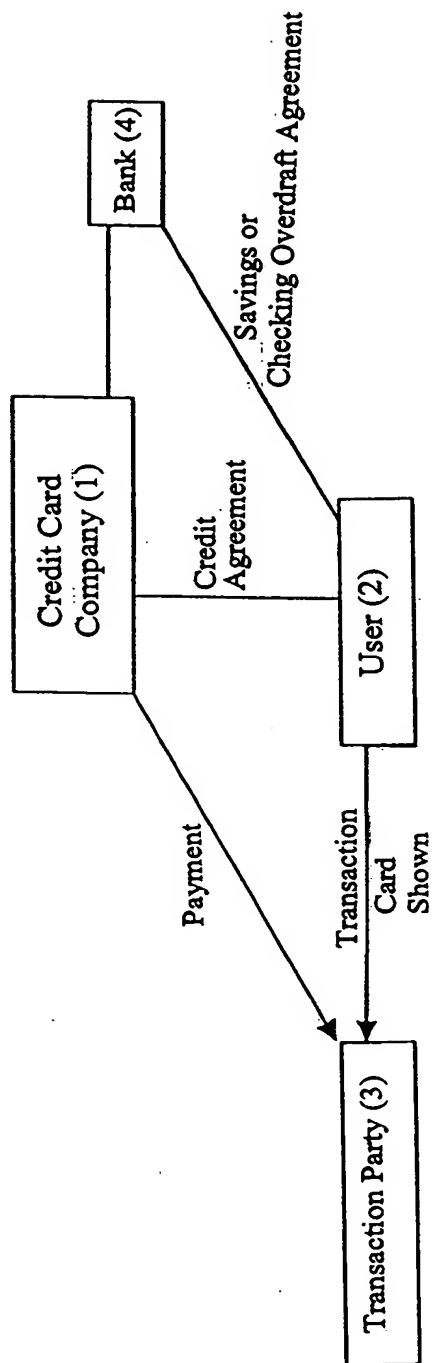 Credit Card
Company (1)
Bank (4)
Payment
Credit
Agreement
Savings or
Checking Overdraft Agreement
Transaction Party (3)
Transaction
Card
Shown
User (2)